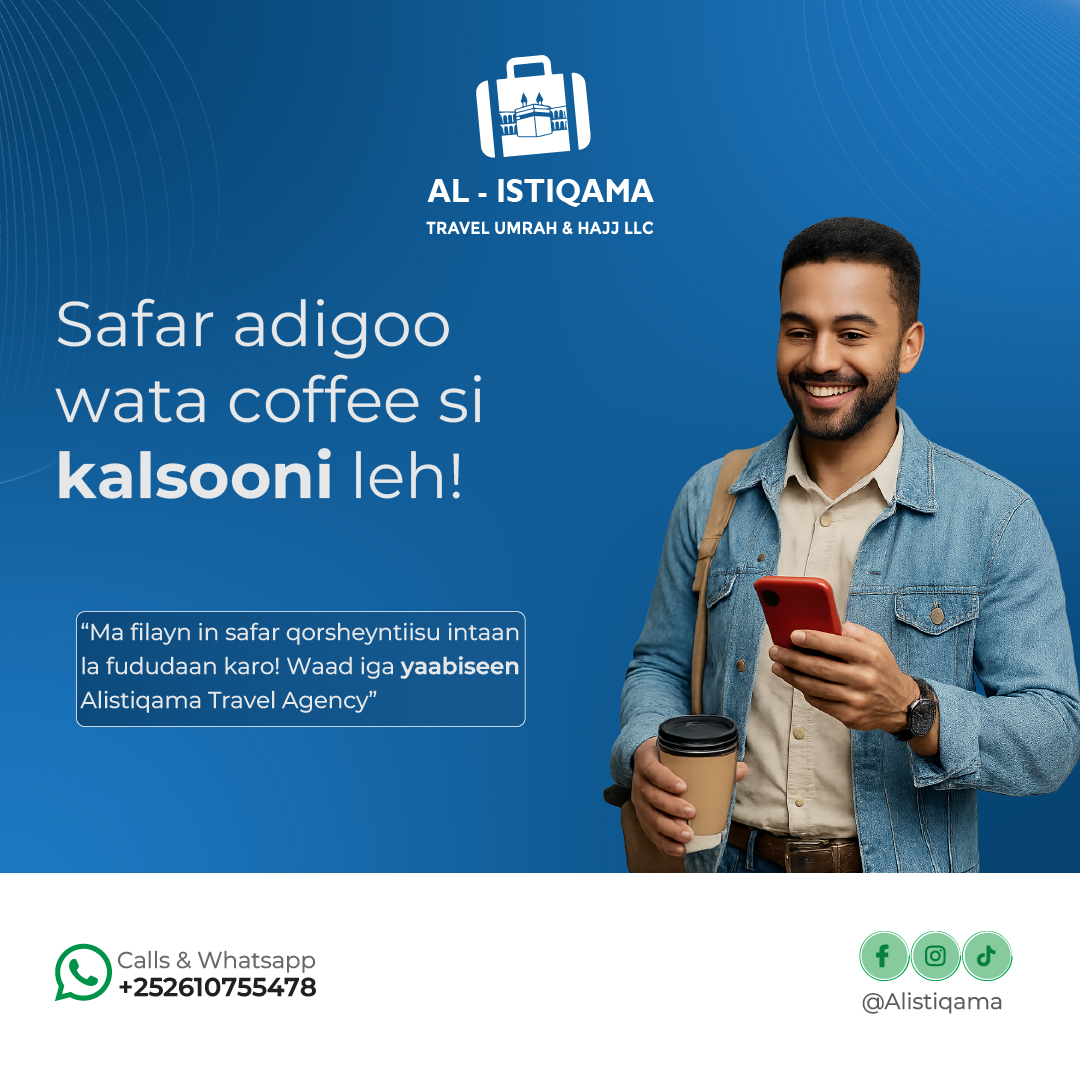 AL - ISTIQAMA
TRAVEL UMRAH & HAJJ LLC
Safar adigoo
wata coffee si
kalsooni leh!
“Ma filayn in safar qorsheyntiisu intaan
la fududaan karo! Waad iga yaabiseen
Alistiqama Travel Agency”
Calls & Whatsapp
+252610755478
@Alistiqama